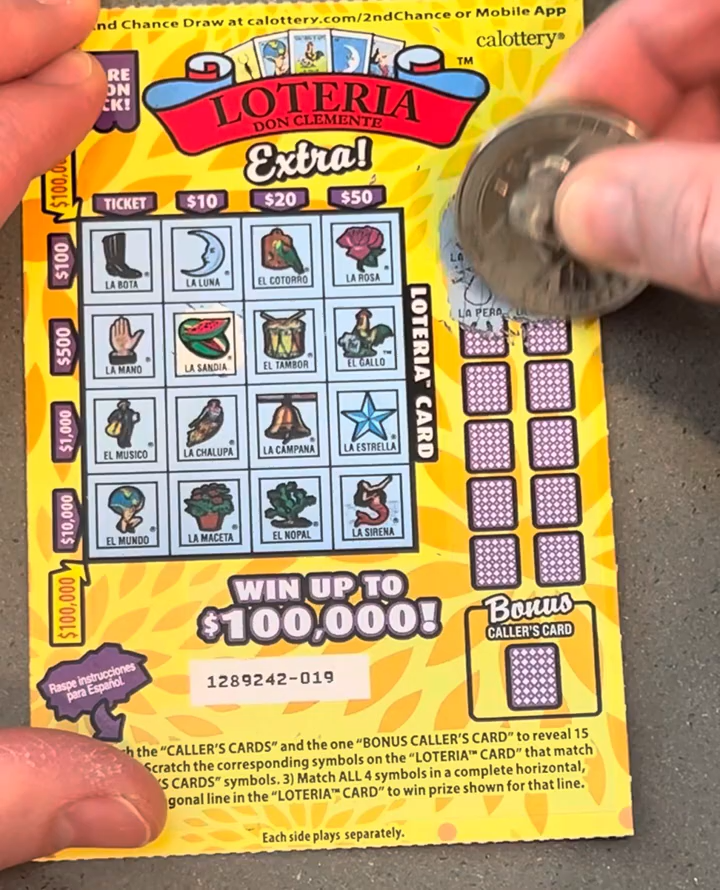 nd Chance Draw at calottery.com/2ndChance or Mobile App
calottery®
RE
ON
CK!
LOTERIA™
DON CLEMENTE
Extra!
TICKET $10 $20 $50
$100,0
$100
$500
$1,000
$10,000
$100,000
LA BOTA LA LUNA EL COTORRO LA ROSA
LA MANO LA SANDIA EL TAMBOR EL GALLO
EL MUSICO LA CHALUPA LA CAMPANA LA ESTRELLA
EL MUNDO LA MACETA EL NOPAL LA SIRENA
LOTERIA™ CARD
LA PERA
WIN UP TO
$100,000!
Bonus
CALLER'S CARD
1289242-019
Raspe instrucciones
para Español.
h the "CALLER'S CARDS" and the one "BONUS CALLER'S CARD" to reveal 15
Scratch the corresponding symbols on the "LOTERIA™ CARD" that match
'S CARDS" symbols. 3) Match ALL 4 symbols in a complete horizontal,
gonal line in the "LOTERIA™ CARD" to win prize shown for that line.
Each side plays separately.